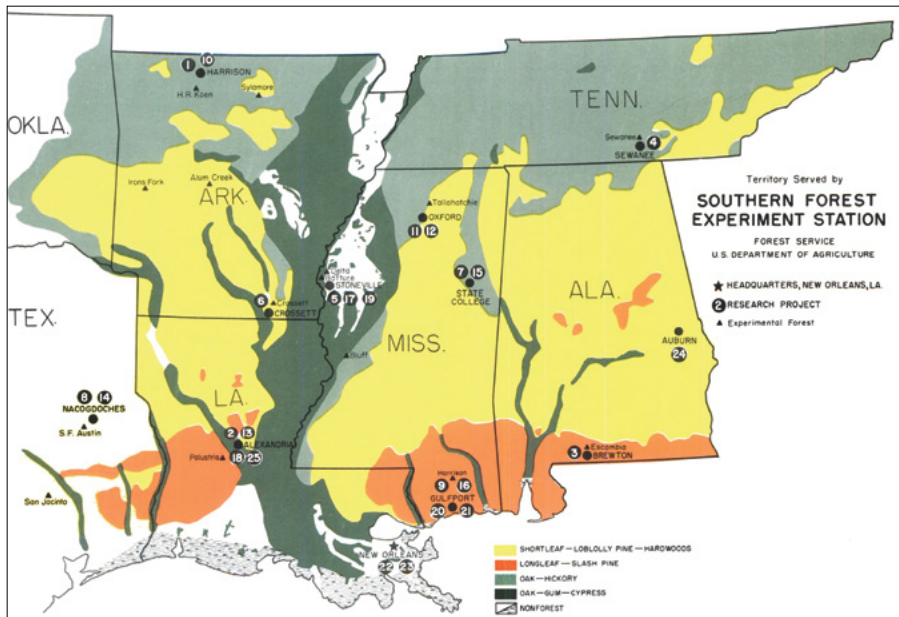 1 10
HARRISON
H.R. Koen
Sylamore
OKLA.
TENN.
Sewanee
4
SEWANEE
Irons Fork
Alum Creek
ARK.
Tallahatchie
OXFORD
11 12
Delta
STONEVILLE
5 17 19
7 15
STATE
COLLEGE
6
Crossett
CROSSETT
TEX.
MISS.
ALA.
AUBURN
24
Bluff
8 14
NACOGDOCHES
S.F. Austin
LA.
2 13
ALEXANDRIA
Palustris
18 25
San Jacinto
Harrison
9 16
GULFPORT
20 21
3
Escambia
BREWTON
NEW ORLEANS
22 23
Territory Served by
SOUTHERN FOREST
EXPERIMENT STATION
FOREST SERVICE
U.S. DEPARTMENT OF AGRICULTURE
HEADQUARTERS, NEW ORLEANS, LA.
2 RESEARCH PROJECT
Experimental Forest
SHORTLEAF—LOBLOLLY PINE—HARDWOODS
LONGLEAF—SLASH PINE
OAK—HICKORY
OAK—GUM—CYPRESS
NONFOREST